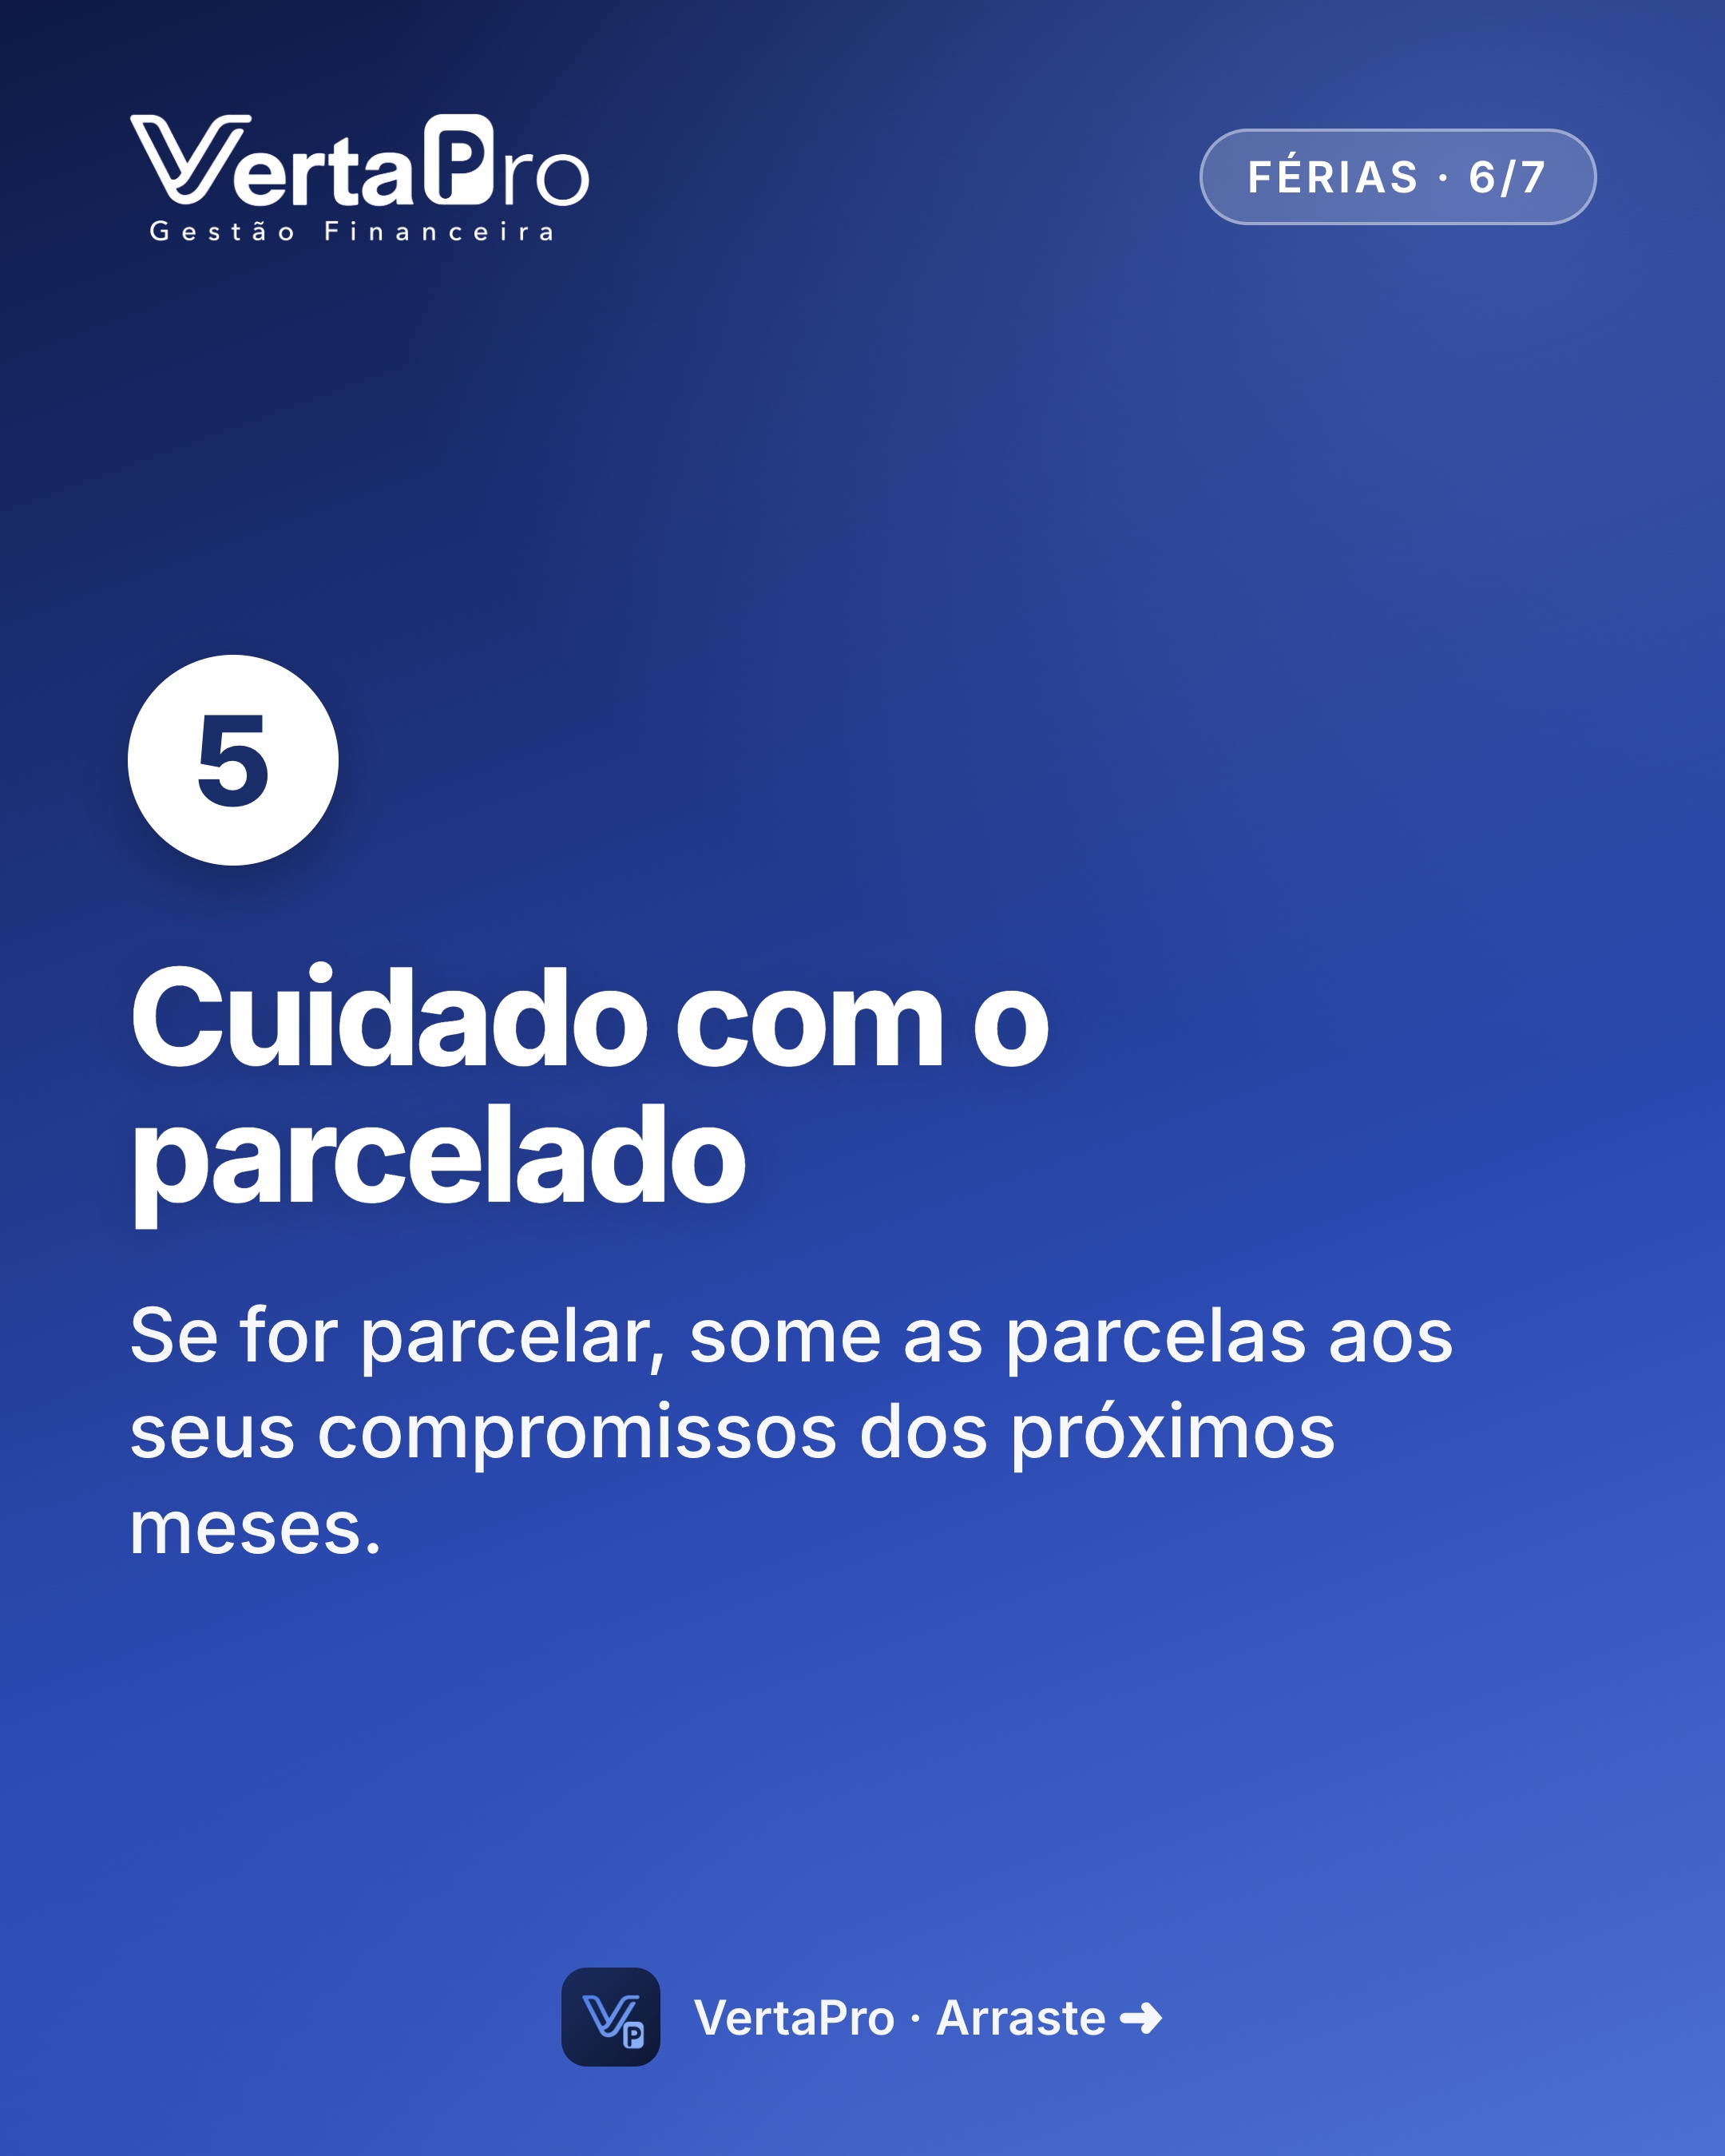 VertaPro
Gestão Financeira
FÉRIAS · 6/7
5
Cuidado com o
parcelado
Se for parcelar, some as parcelas aos
seus compromissos dos próximos
meses.
VP
VertaPro · Arraste ➜